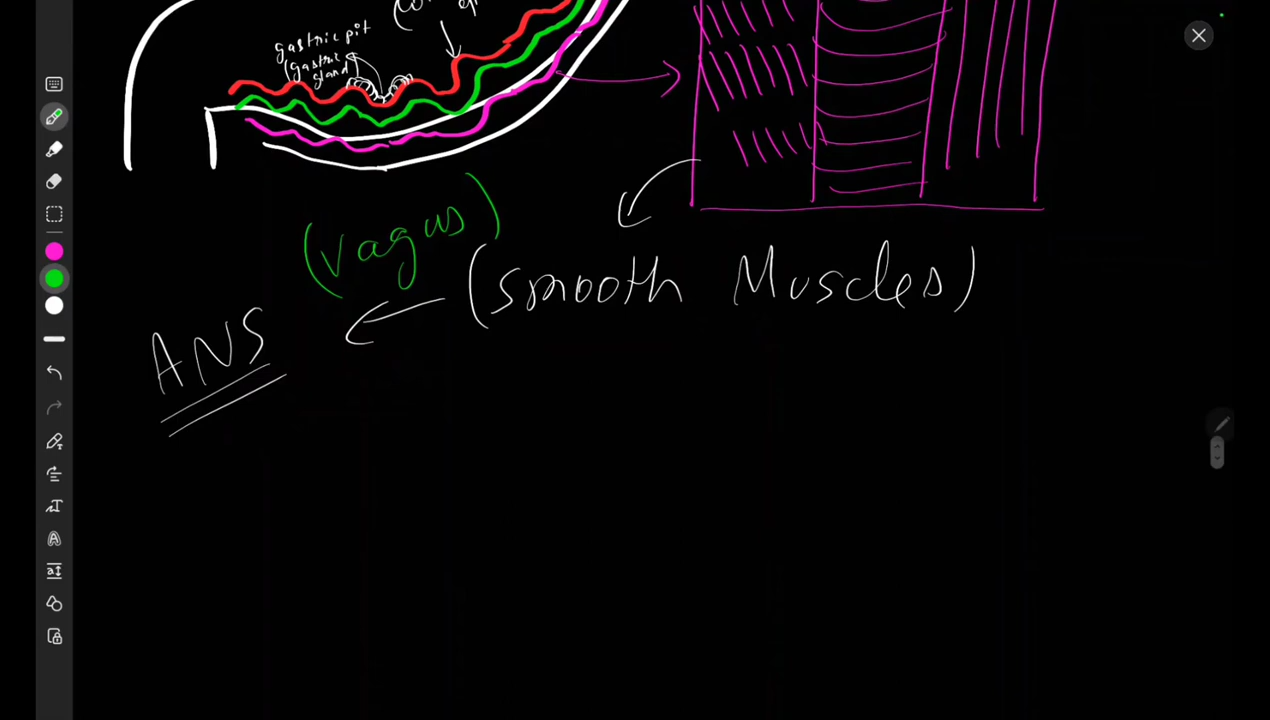 gastric pit
(gastric
gland)
(vagus)
(smooth Muscles)
ANS